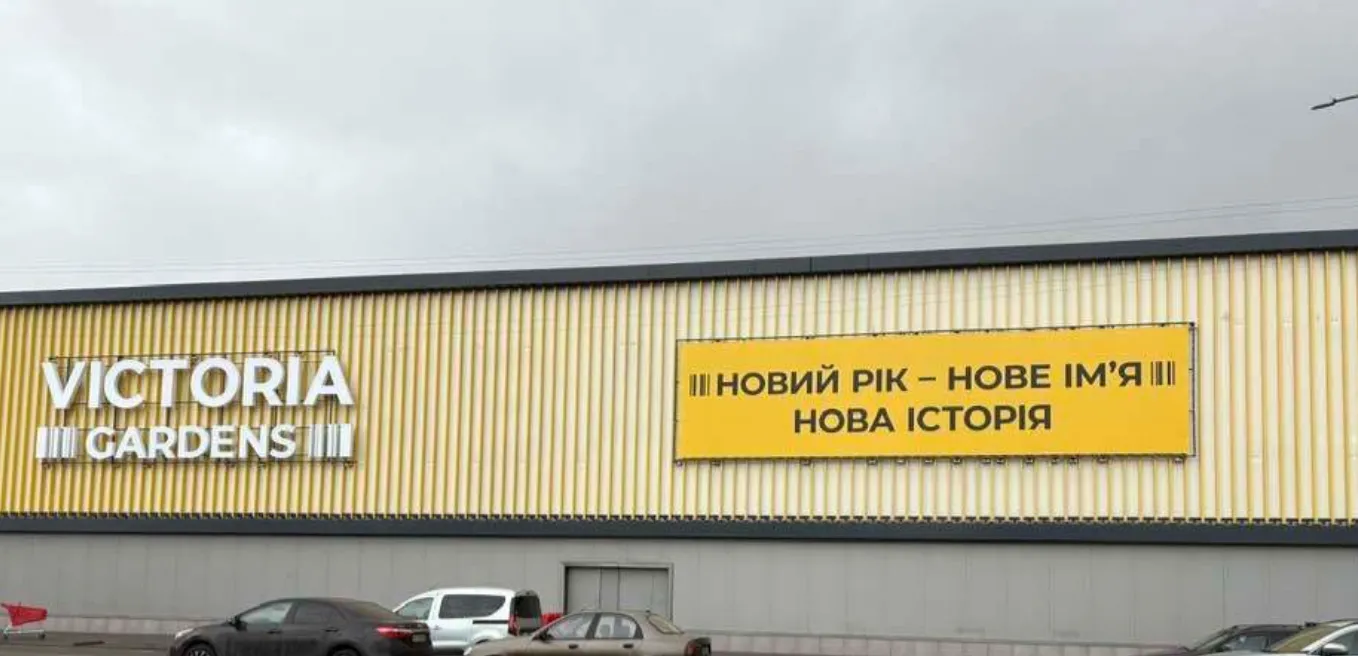 VICTORIA
GARDENS
НОВИЙ РІК – НОВЕ ІМ'Я
НОВА ІСТОРІЯ